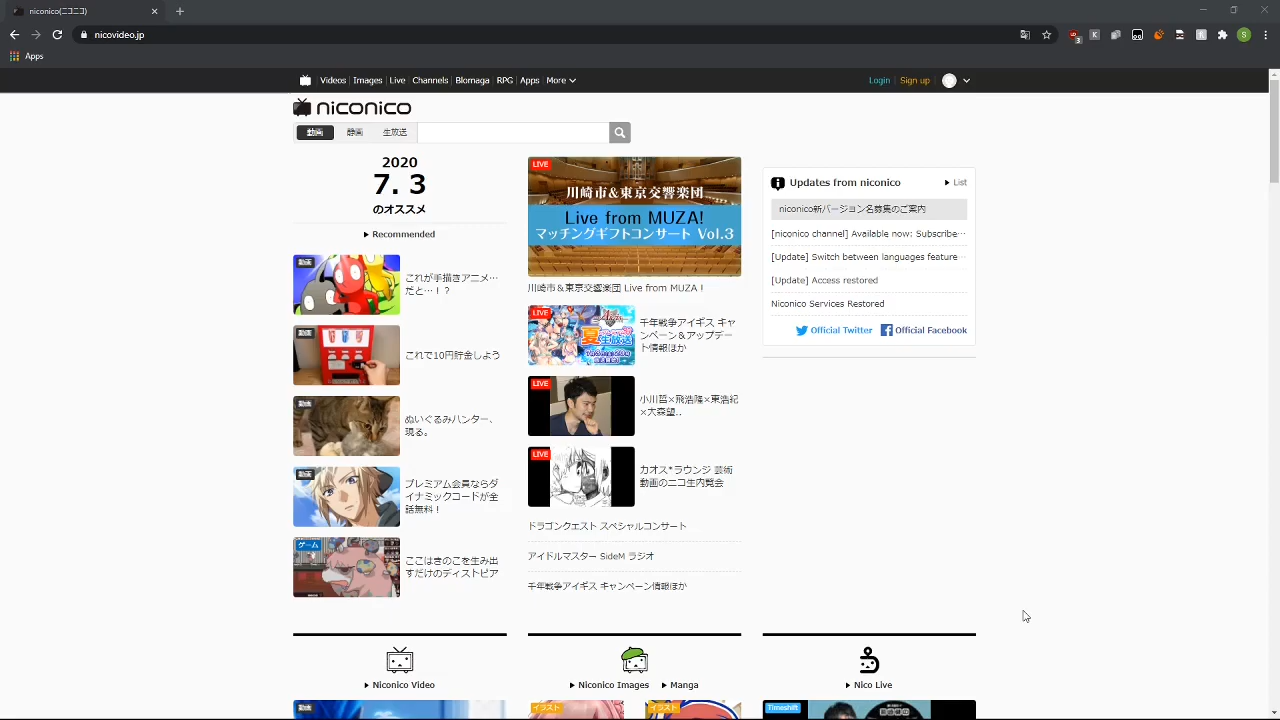 niconico(ニコニコ)
nicovideo.jp
Apps
Videos Images Live Channels Blomaga RPG Apps More
Login Sign up
niconico
動画 静画 生放送
2020
7. 3
のオススメ
Recommended
動画
これが手描きアニメ…
だと…！？
動画
これで10円貯金しよう
動画
ぬいぐるみハンター、
現る。
動画
プレミアム会員ならダ
イナミックコードが全
話無料！
ゲーム
ここはきのこを生み出
すだけのディストピア
LIVE
川崎市&東京交響楽団
Live from MUZA!
マッチングギフトコンサート Vol.3
川崎市＆東京交響楽団 Live from MUZA！
LIVE
千年戦争アイギス キャ
ンペーン＆アップデー
ト情報ほか
LIVE
小川哲×飛浩隆×東浩紀
×大森望..
LIVE
カオス*ラウンジ 芸術
動画のニコ生内覧会
ドラゴンクエスト スペシャルコンサート
アイドルマスター SideM ラジオ
千年戦争アイギス キャンペーン情報ほか
Updates from niconico
List
niconico新バージョン名募集のご案内
[niconico channel] Available now: Subscribe…
[Update] Switch between languages feature…
[Update] Access restored
Niconico Services Restored
Official Twitter Official Facebook
Niconico Video
Niconico Images Manga
Nico Live
動画
イラスト
イラスト
Timeshift